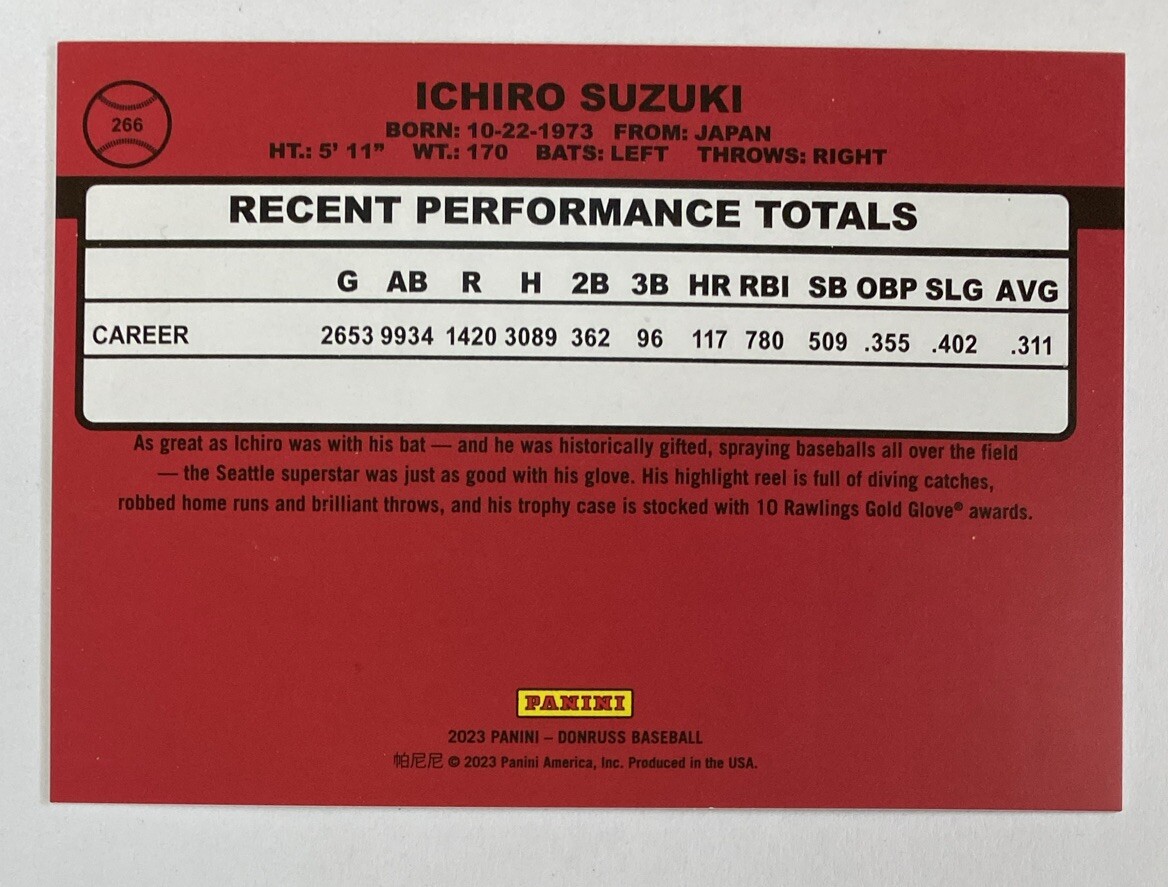 266
ICHIRO SUZUKI
BORN: 10-22-1973 FROM: JAPAN
HT.: 5' 11” WT.: 170 BATS: LEFT THROWS: RIGHT
RECENT PERFORMANCE TOTALS
G AB R H 2B 3B HR RBI SB OBP SLG AVG
CAREER 2653 9934 1420 3089 362 96 117 780 509 .355 .402 .311
As great as Ichiro was with his bat — and he was historically gifted, spraying baseballs all over the field
— the Seattle superstar was just as good with his glove. His highlight reel is full of diving catches,
robbed home runs and brilliant throws, and his trophy case is stocked with 10 Rawlings Gold Glove® awards.
PANINI
2023 PANINI – DONRUSS BASEBALL
帕尼尼 © 2023 Panini America, Inc. Produced in the USA.